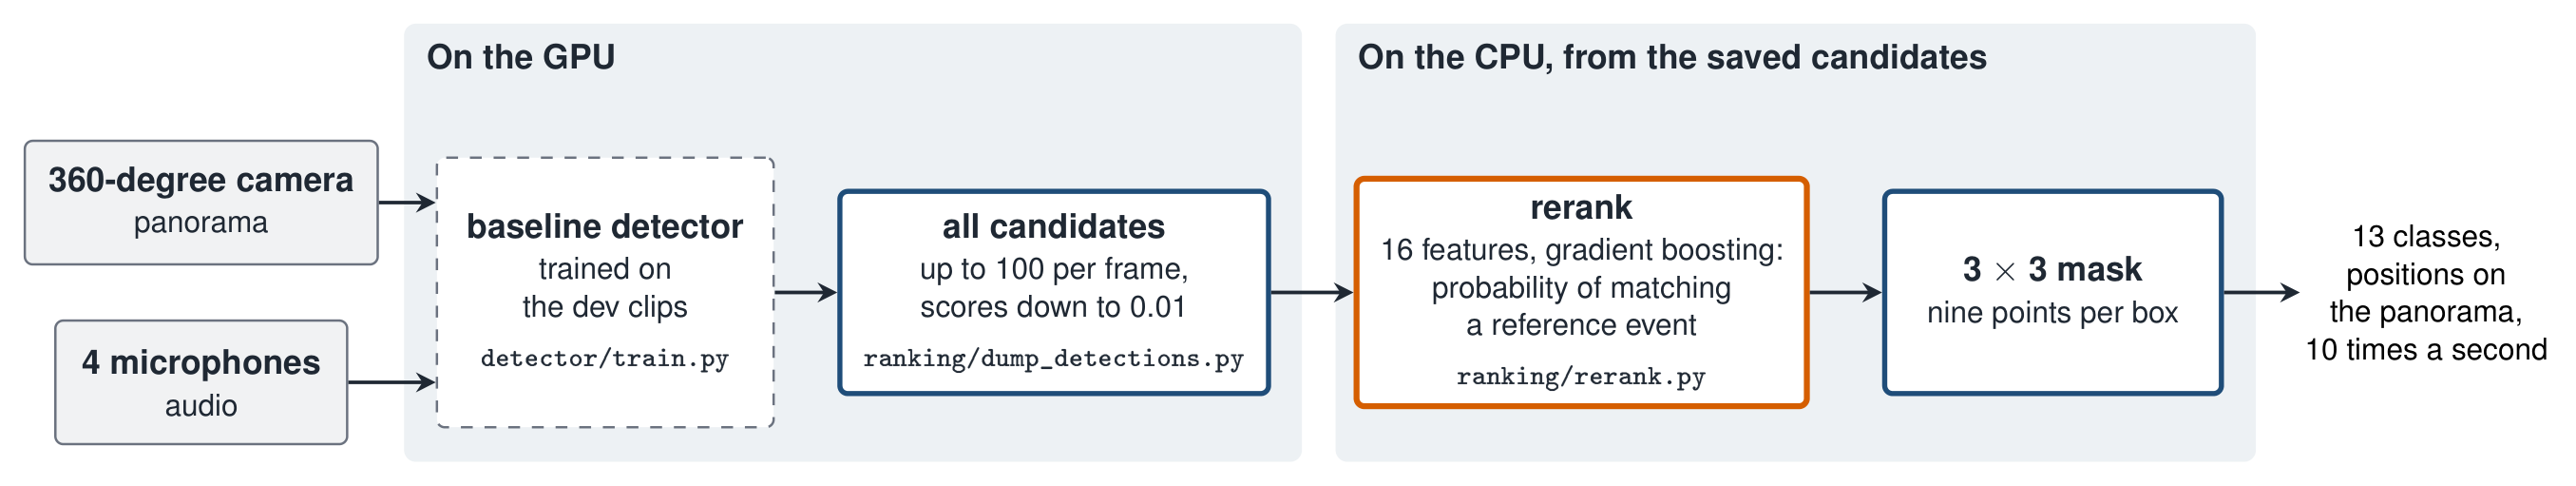 On the GPU
On the CPU, from the saved candidates
360-degree camera
panorama
4 microphones
audio
baseline detector
trained on
the dev clips
detector/train.py
all candidates
up to 100 per frame,
scores down to 0.01
ranking/dump_detections.py
rerank
16 features, gradient boosting:
probability of matching
a reference event
ranking/rerank.py
3 × 3 mask
nine points per box
13 classes,
positions on
the panorama,
10 times a second